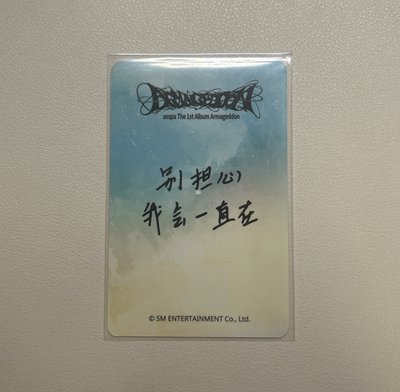 ARMAGEDDON
aespa The 1st Album Armageddon
别担心
我会一直在
© SM ENTERTAINMENT Co., Ltd.